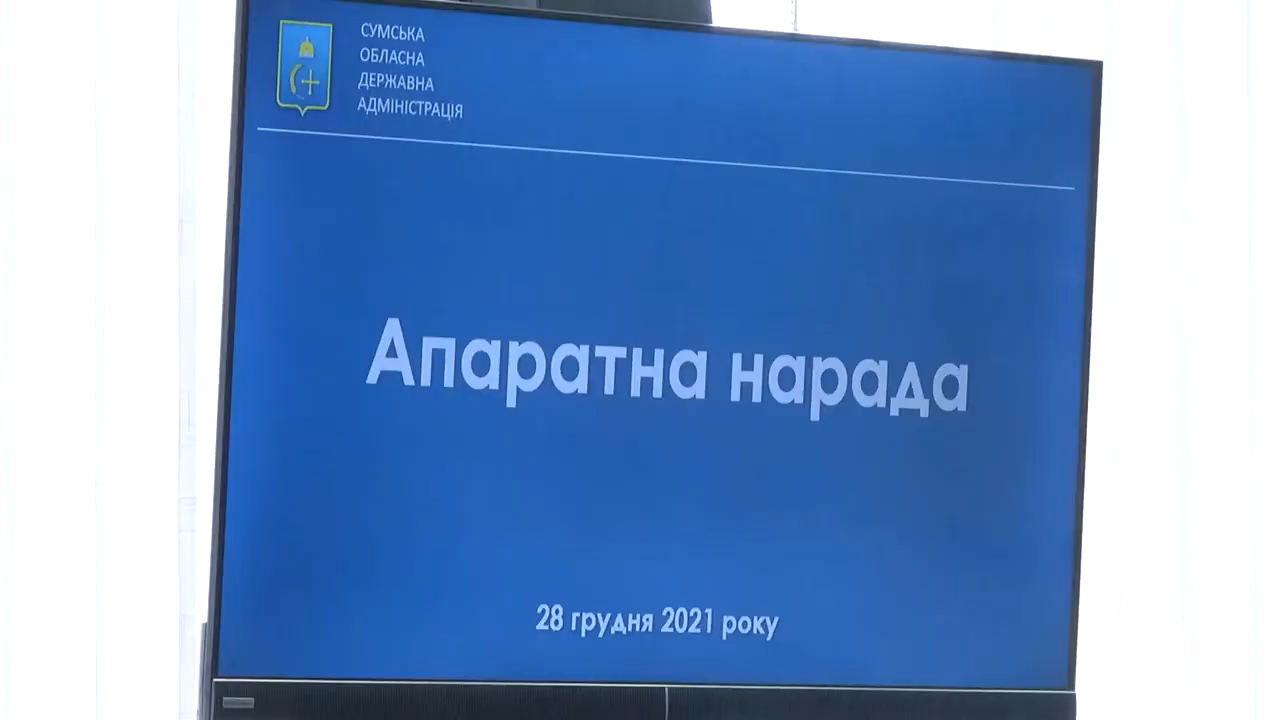 СУМСЬКА
ОБЛАСНА
ДЕРЖАВНА
АДМІНІСТРАЦІЯ
Апаратна нарада
28 грудня 2021 року